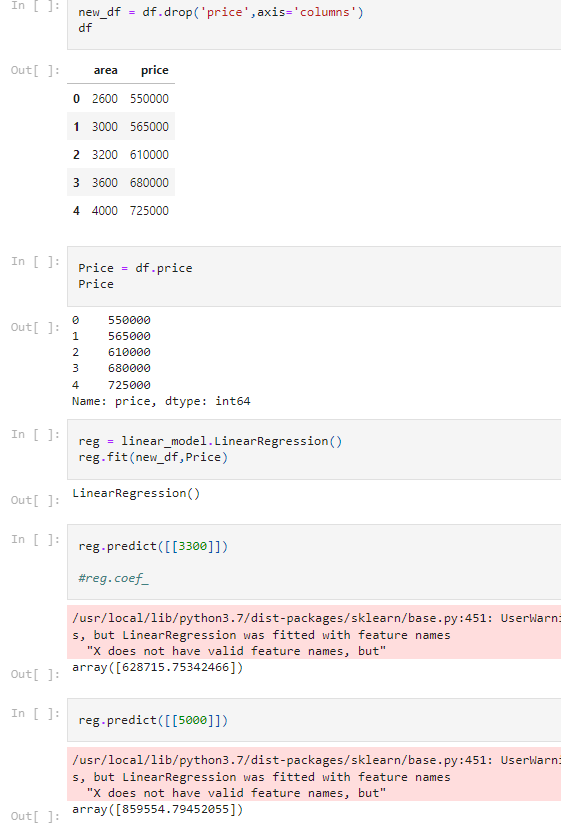 In [ ]:
new_df = df.drop('price',axis='columns')
df
Out[ ]:
area price
0 2600 550000
1 3000 565000
2 3200 610000
3 3600 680000
4 4000 725000
In [ ]:
Price = df.price
Price
Out[ ]:
0 550000
1 565000
2 610000
3 680000
4 725000
Name: price, dtype: int64
In [ ]:
reg = linear_model.LinearRegression()
reg.fit(new_df,Price)
Out[ ]:
LinearRegression()
In [ ]:
reg.predict([[3300]])
#reg.coef_
/usr/local/lib/python3.7/dist-packages/sklearn/base.py:451: UserWarni
s, but LinearRegression was fitted with feature names
"X does not have valid feature names, but"
Out[ ]:
array([628715.75342466])
In [ ]:
reg.predict([[5000]])
/usr/local/lib/python3.7/dist-packages/sklearn/base.py:451: UserWarni
s, but LinearRegression was fitted with feature names
"X does not have valid feature names, but"
Out[ ]:
array([859554.79452055])